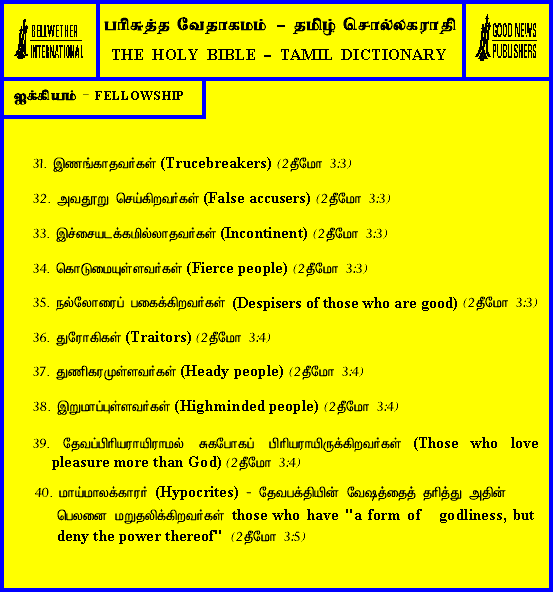 BELLWETHER
INTERNATIONAL
பரிசுத்த வேதாகமம் – தமிழ் சொல்லகராதி
THE HOLY BIBLE – TAMIL DICTIONARY
GOOD NEWS
PUBLISHERS
ஐக்கியம் – FELLOWSHIP
31. இணங்காதவர்கள் (Trucebreakers) (2தீமோ 3:3)
32. அவதூறு செய்கிறவர்கள் (False accusers) (2தீமோ 3:3)
33. இச்சையடக்கமில்லாதவர்கள் (Incontinent) (2தீமோ 3:3)
34. கொடுமையுள்ளவர்கள் (Fierce people) (2தீமோ 3:3)
35. நல்லோரைப் பகைக்கிறவர்கள் (Despisers of those who are good) (2தீமோ 3:3)
36. துரோகிகள் (Traitors) (2தீமோ 3:4)
37. துணிகரமுள்ளவர்கள் (Heady people) (2தீமோ 3:4)
38. இறுமாப்புள்ளவர்கள் (Highminded people) (2தீமோ 3:4)
39. தேவப்பிரியராயிராமல் சுகபோகப் பிரியராயிருக்கிறவர்கள் (Those who love
pleasure more than God) (2தீமோ 3:4)
40. மாய்மாலக்காரர் (Hypocrites) - தேவபக்தியின் வேஷத்தைத் தரித்து அதின்
பெலனை மறுதலிக்கிறவர்கள் those who have "a form of godliness, but
deny the power thereof" (2தீமோ 3:5)